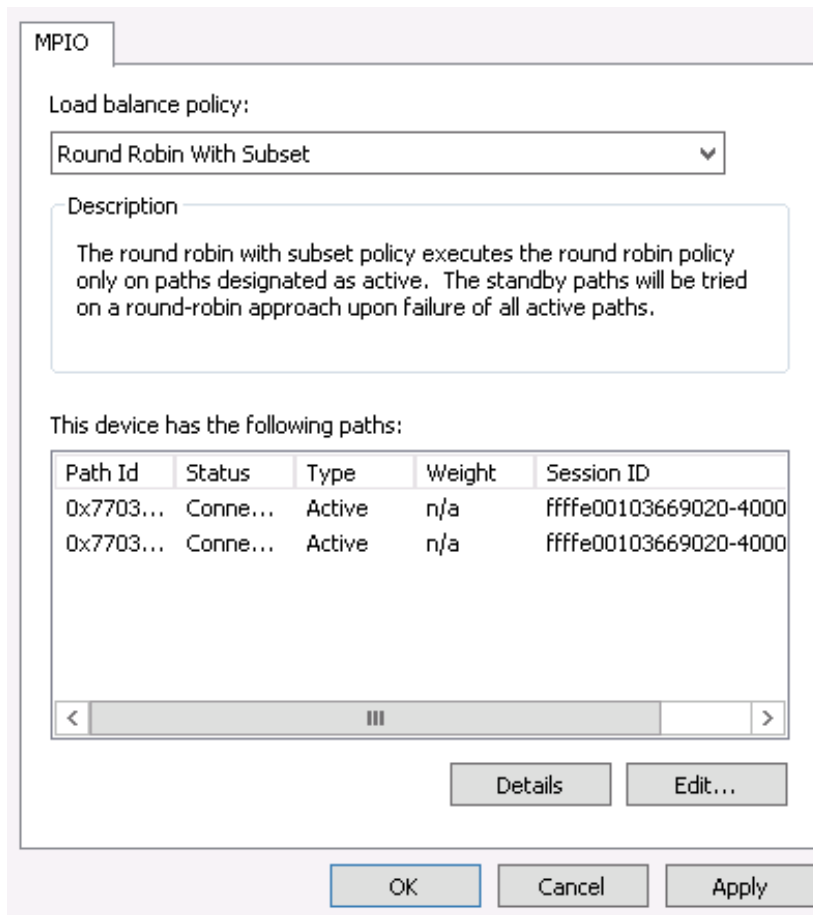 MPIO
Load balance policy:
Round Robin With Subset
Description
The round robin with subset policy executes the round robin policy
only on paths designated as active.  The standby paths will be tried
on a round-robin approach upon failure of all active paths.
This device has the following paths:
Path Id Status Type Weight Session ID
0x7703... Conne... Active n/a ffffe00103669020-4000
0x7703... Conne... Active n/a ffffe00103669020-4000
Details Edit...
OK Cancel Apply